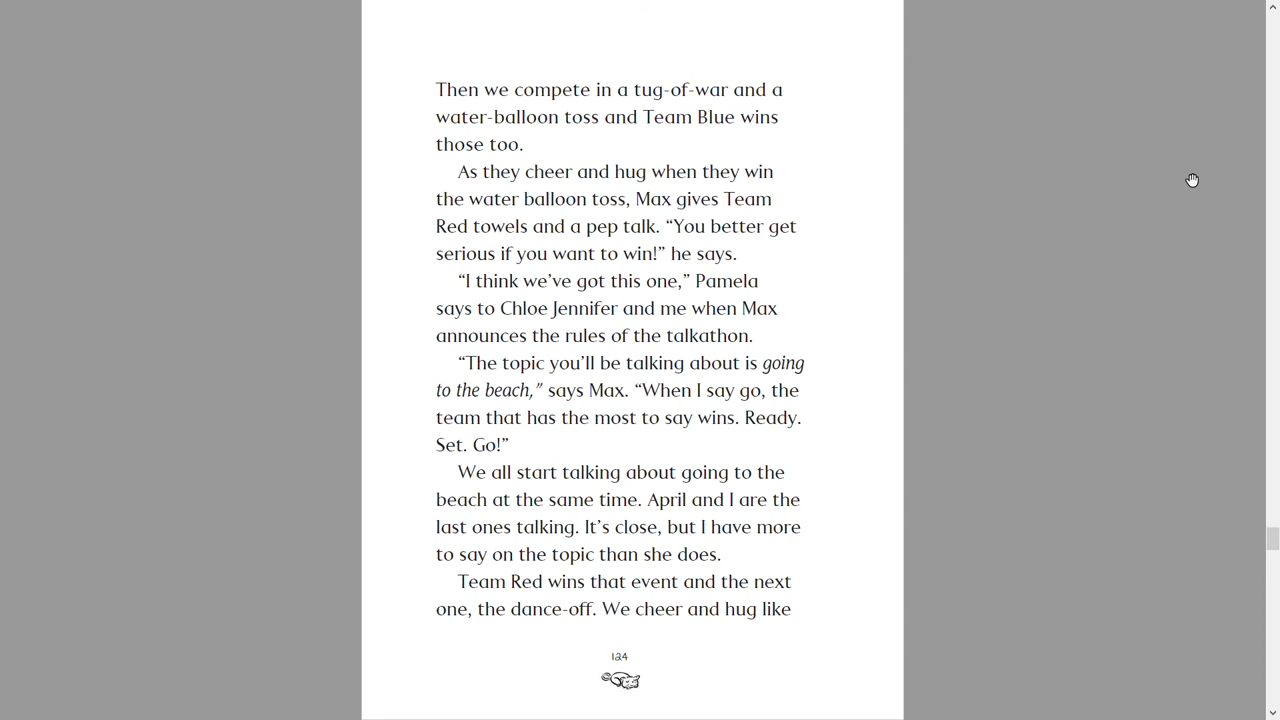 Then we compete in a tug-of-war and a
water-balloon toss and Team Blue wins
those too.
As they cheer and hug when they win
the water balloon toss, Max gives Team
Red towels and a pep talk. “You better get
serious if you want to win!” he says.
“I think we’ve got this one,” Pamela
says to Chloe Jennifer and me when Max
announces the rules of the talkathon.
“The topic you’ll be talking about is going
to the beach,” says Max. “When I say go, the
team that has the most to say wins. Ready.
Set. Go!”
We all start talking about going to the
beach at the same time. April and I are the
last ones talking. It’s close, but I have more
to say on the topic than she does.
Team Red wins that event and the next
one, the dance-off. We cheer and hug like
124